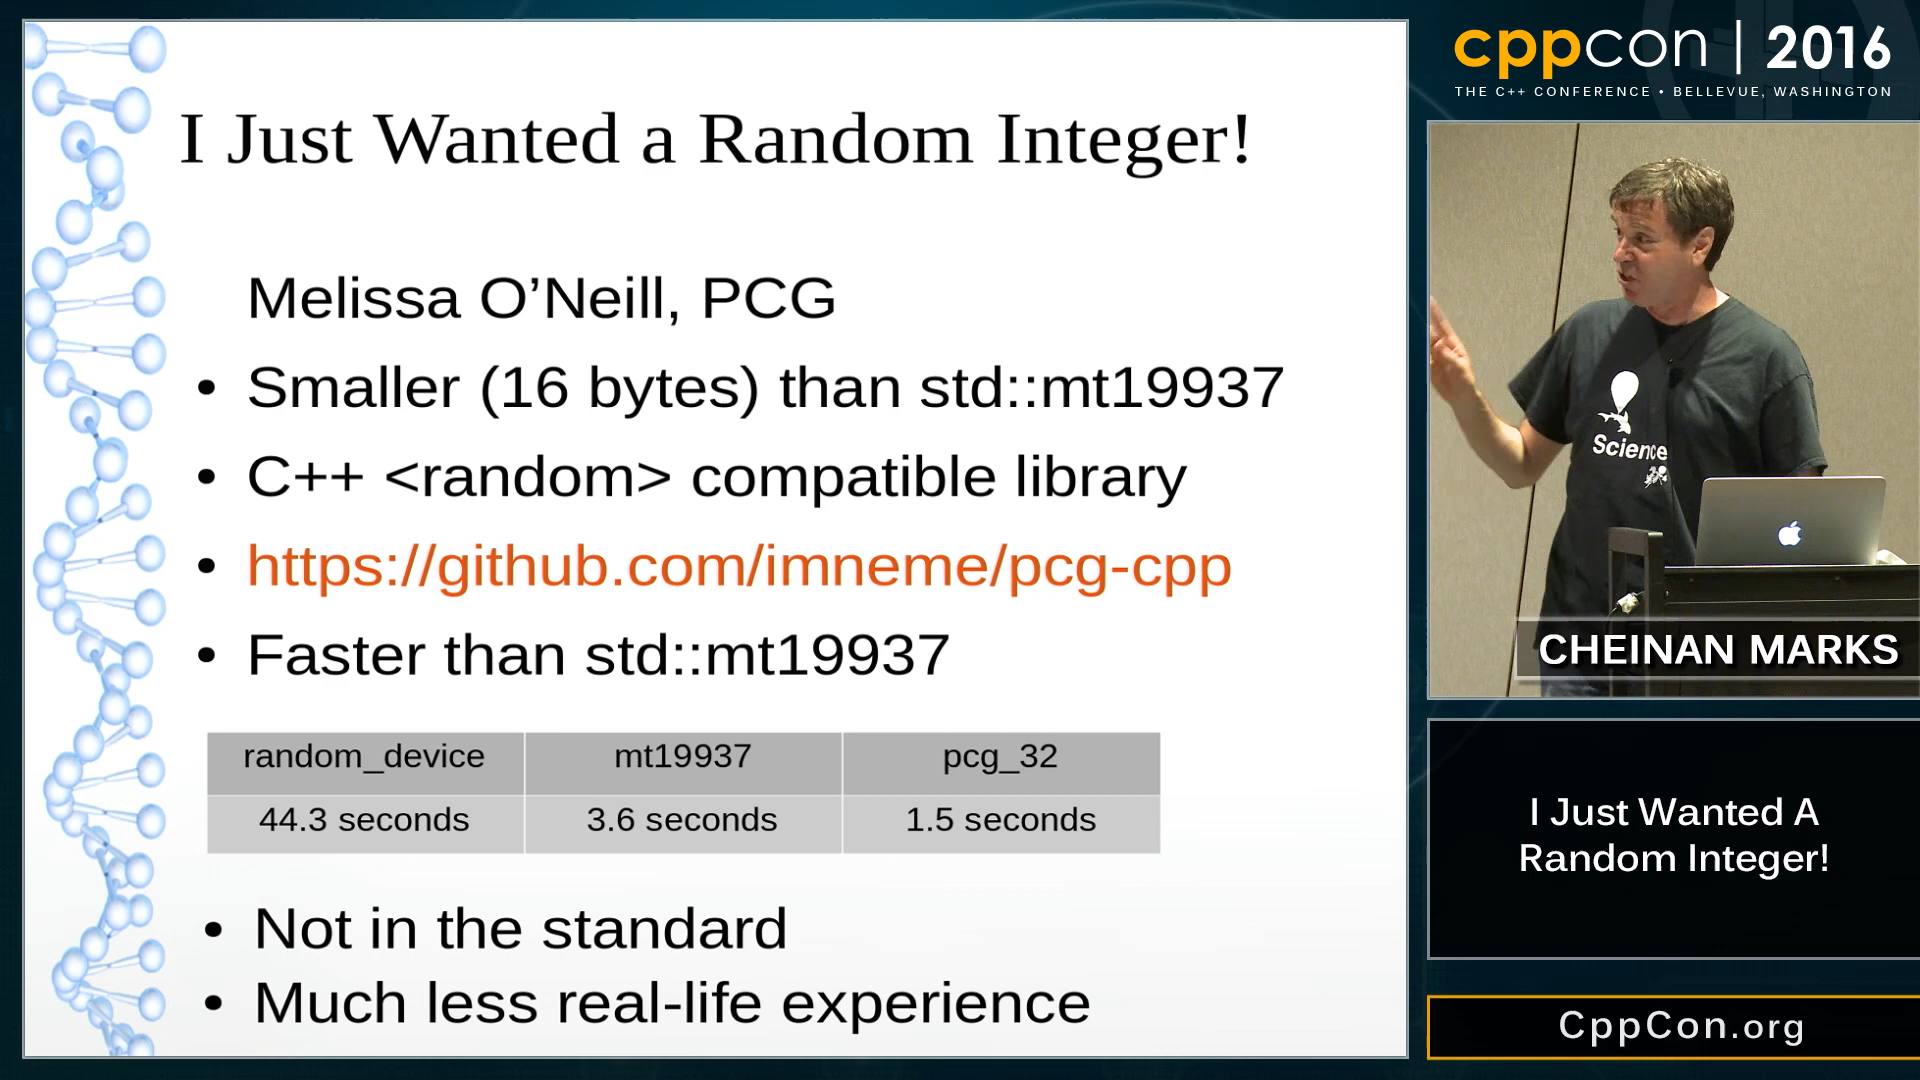 I Just Wanted a Random Integer!
Melissa O’Neill, PCG
• Smaller (16 bytes) than std::mt19937
• C++ <random> compatible library
• https://github.com/imneme/pcg-cpp
• Faster than std::mt19937
random_device mt19937 pcg_32
44.3 seconds 3.6 seconds 1.5 seconds
• Not in the standard
• Much less real-life experience
cppcon | 2016
THE C++ CONFERENCE • BELLEVUE, WASHINGTON
Science
CHEINAN MARKS
I Just Wanted A
Random Integer!
CppCon.org